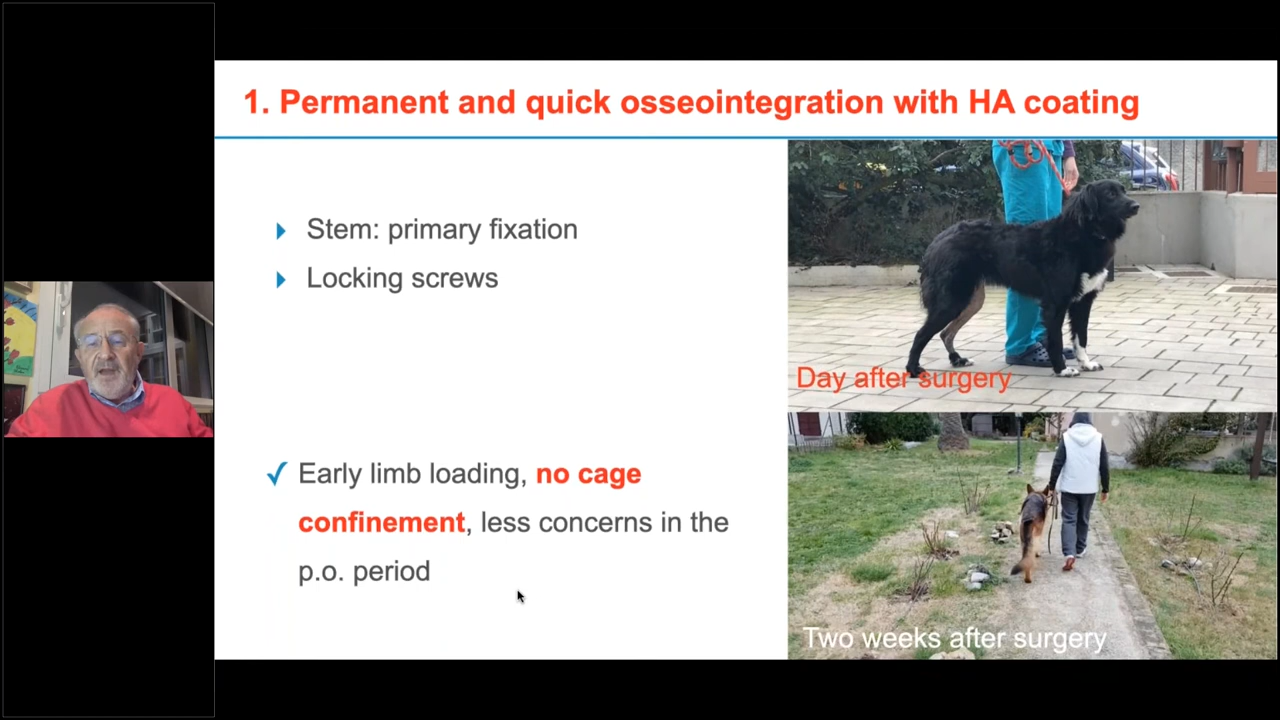 1. Permanent and quick osseointegration with HA coating
Stem: primary fixation
Locking screws
Early limb loading, no cage
confinement, less concerns in the
p.o. period
Day after surgery
Two weeks after surgery